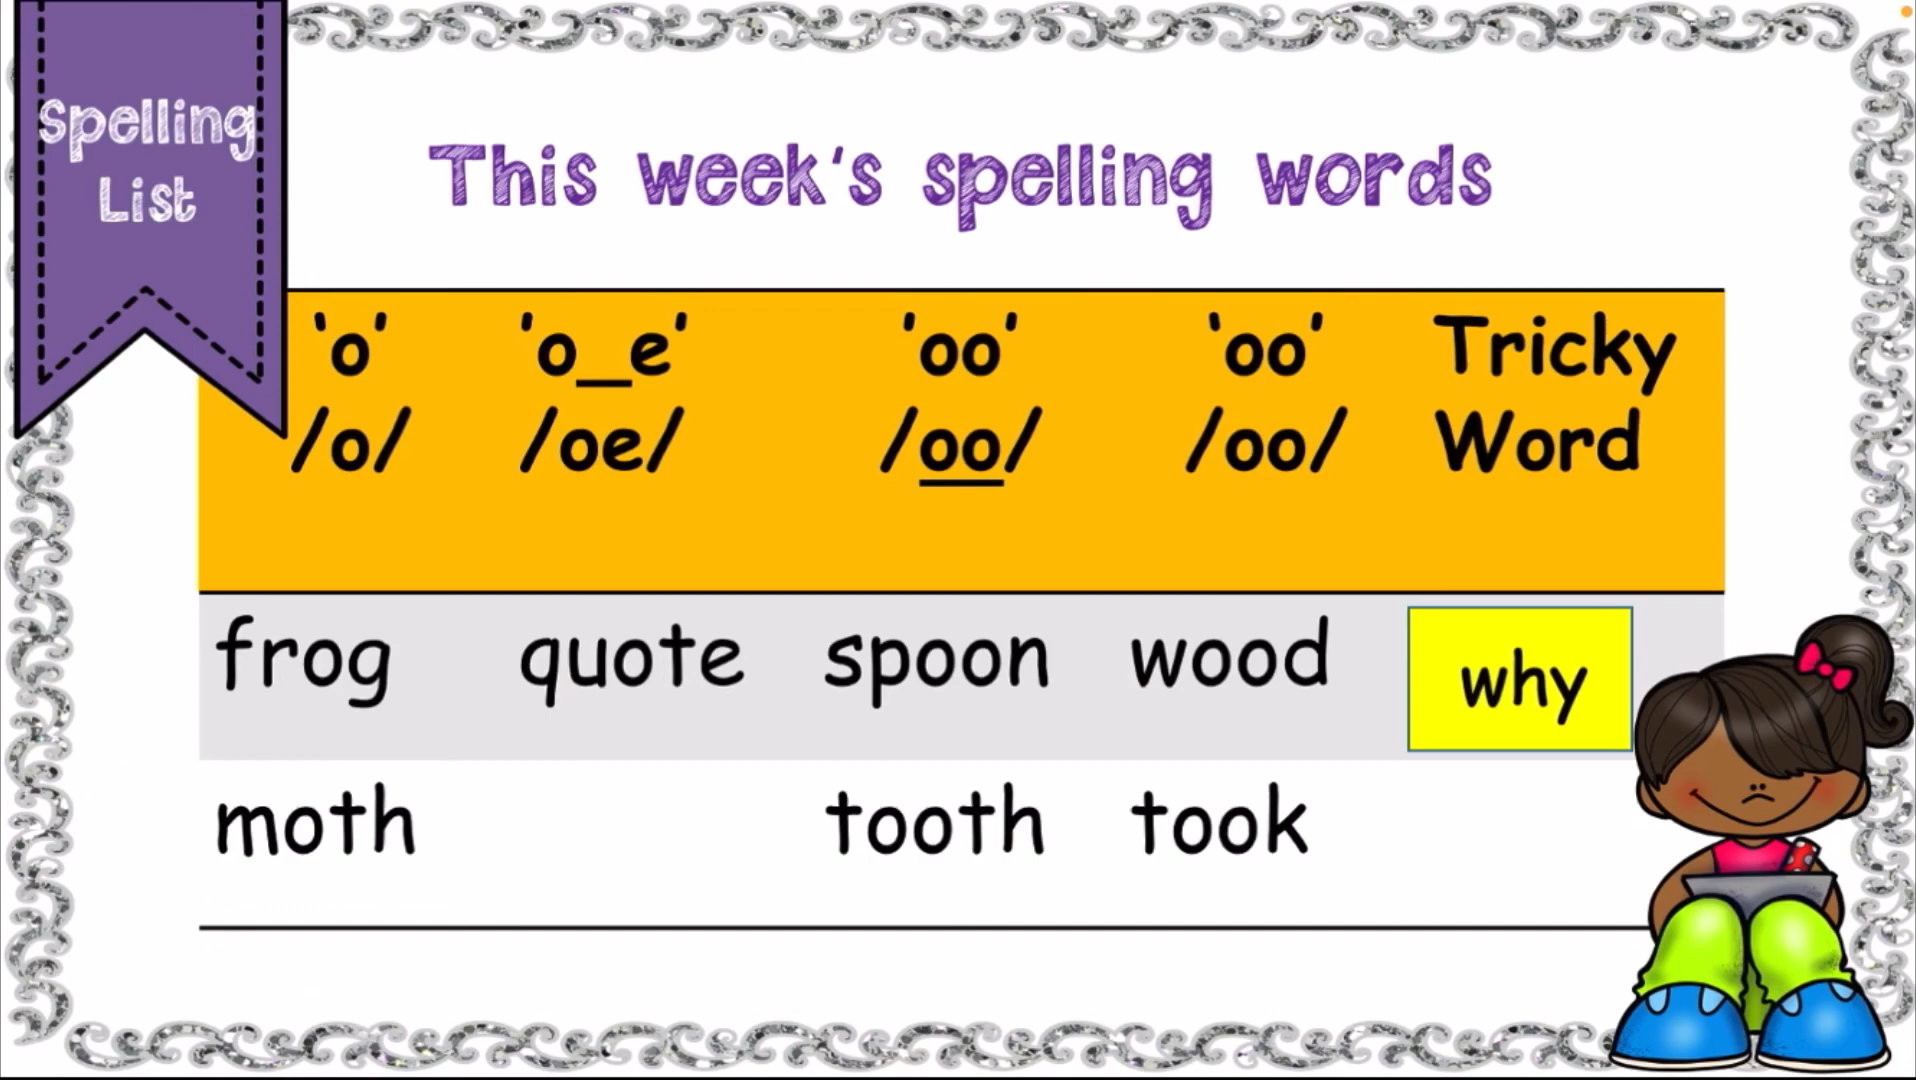 Spelling
List
This week's spelling words
'o' 'o_e' 'oo' 'oo' Tricky
/o/ /oe/ /oo/ /oo/ Word
frog quote spoon wood why
moth tooth took